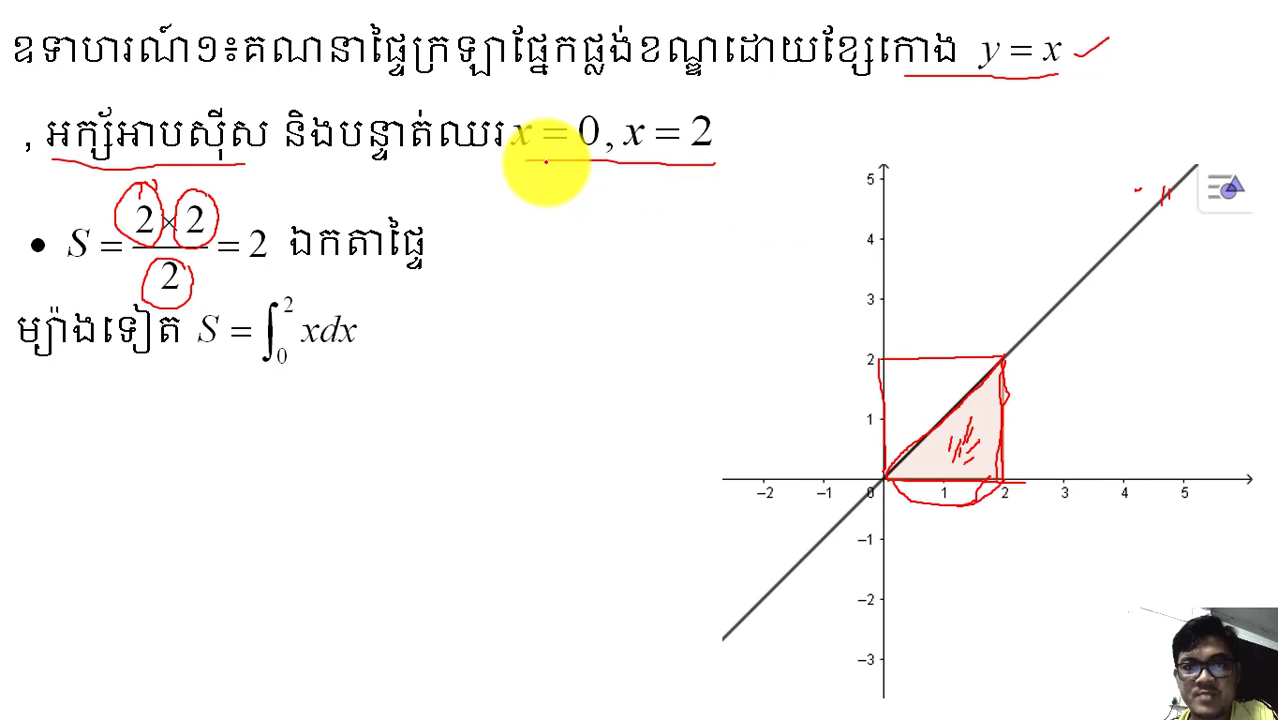 ឧទាហរណ៍១៖គណនាផ្ទៃក្រឡាផ្នែកផ្លង់ខណ្ឌដោយខ្សែកោង y = x
, អក្ស័អាបស៊ីស និងបន្ទាត់ឈរ x = 0, x = 2
• S = \frac{2 × 2}{2} = 2 ឯកតាផ្ទៃ
ម្យ៉ាងទៀត S = \int_0^2 xdx
5
4
3
2
1
−2 −1 0 1 2 3 4 5
−1
−2
−3